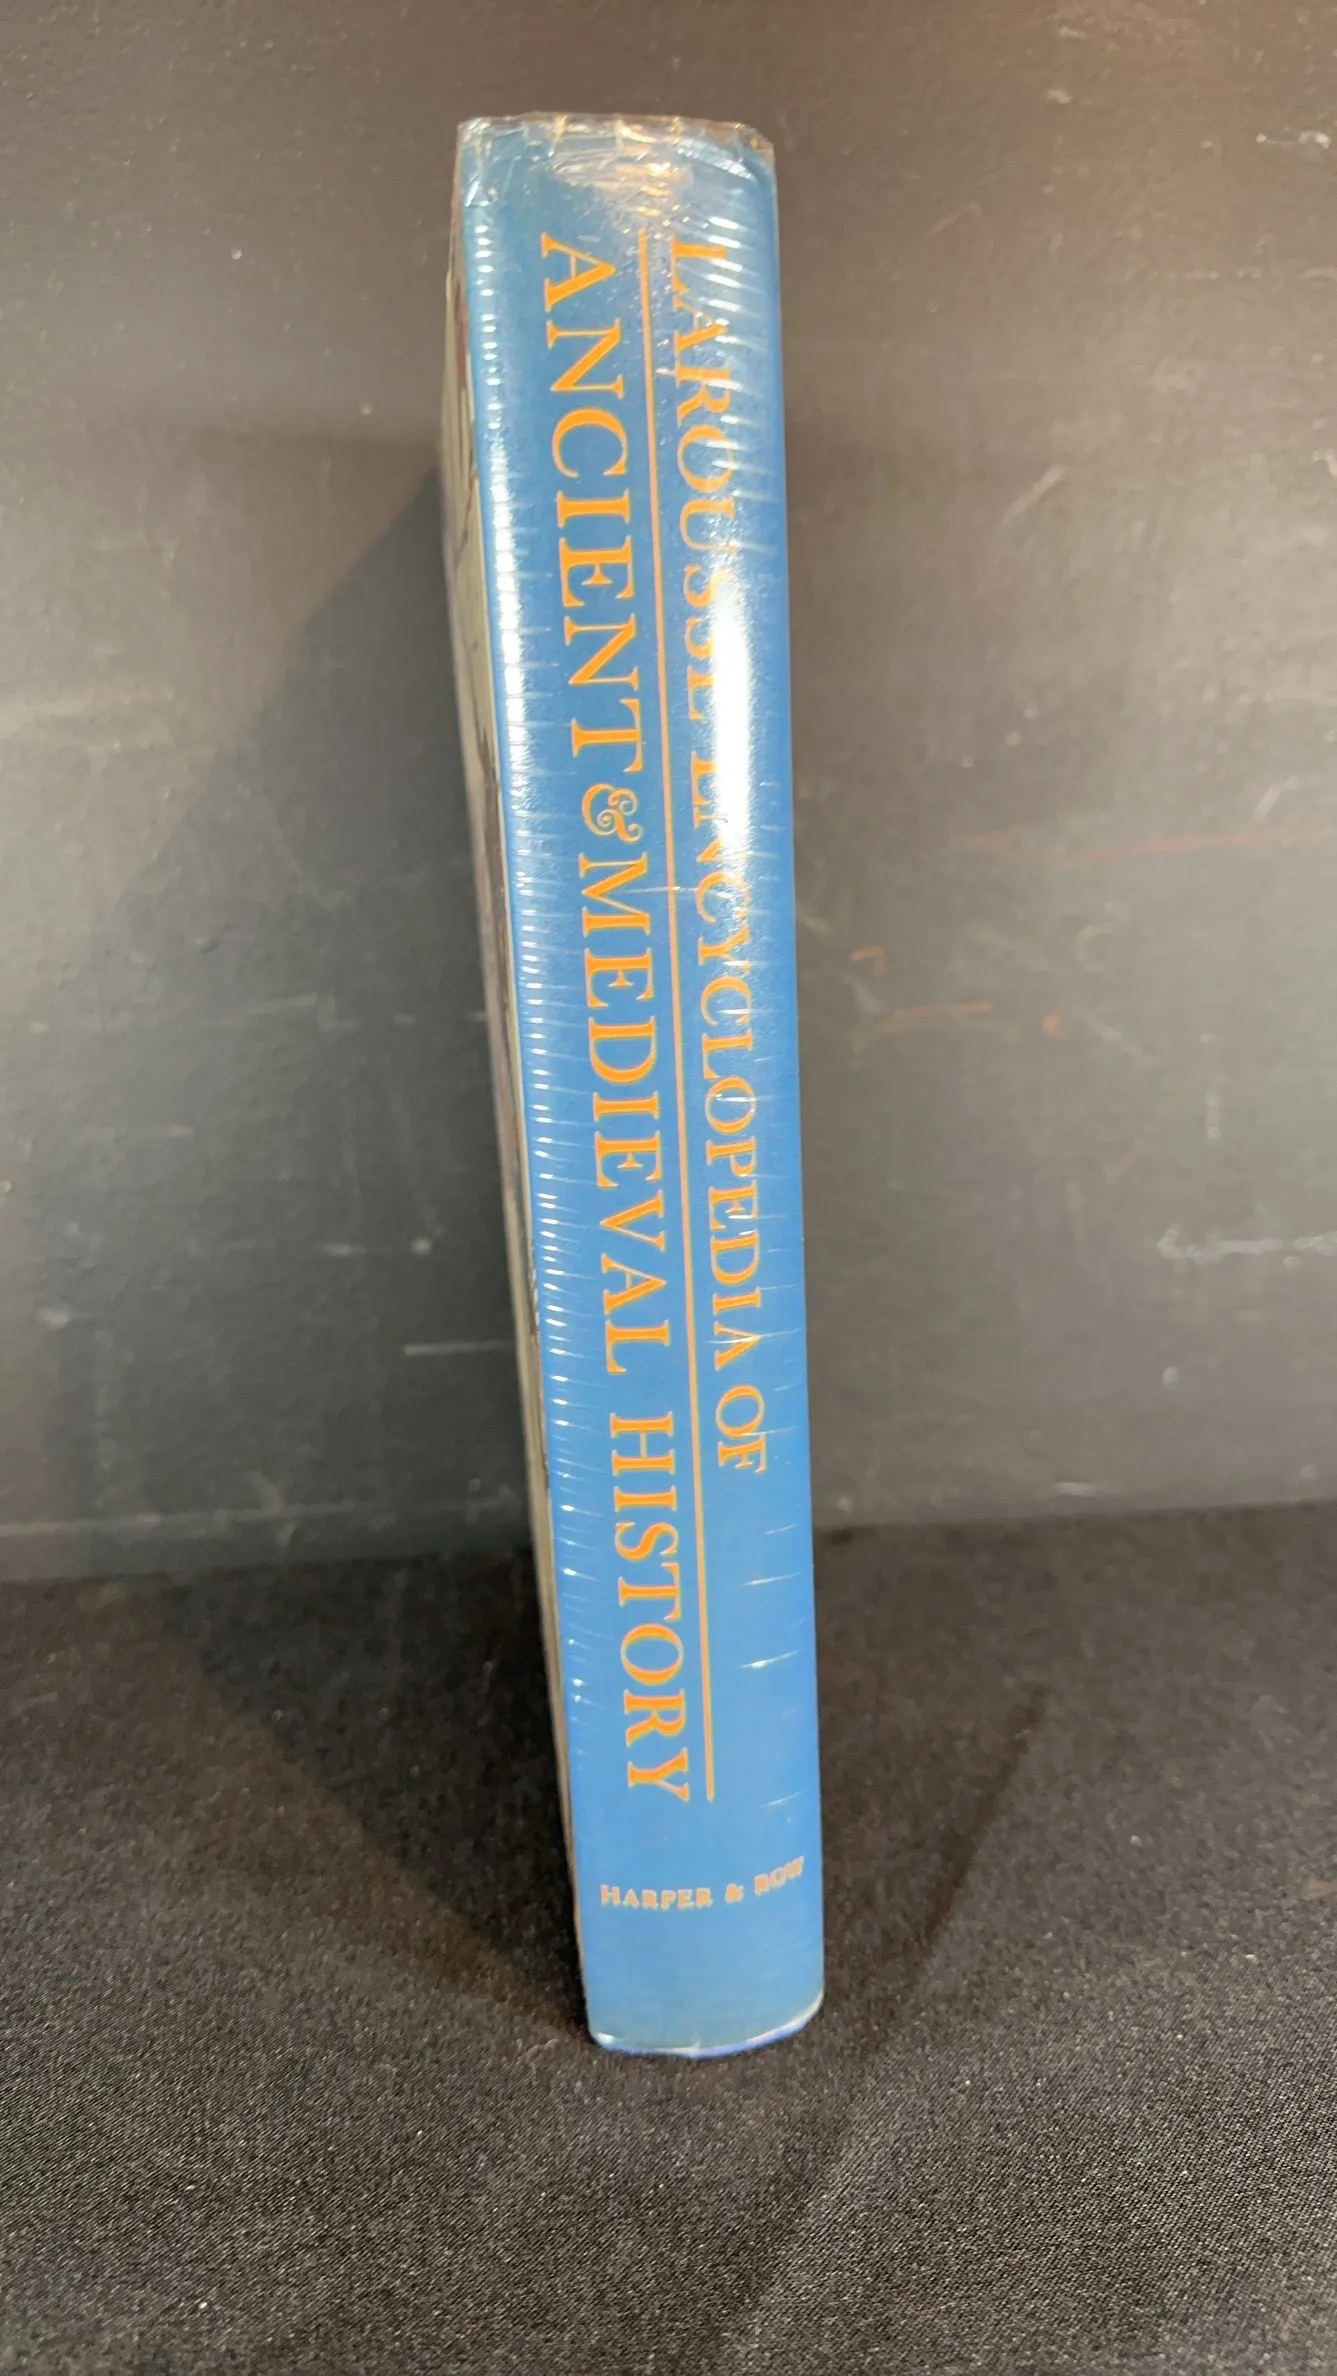 LAROUSSE ENCYCLOPEDIA OF
ANCIENT & MEDIEVAL HISTORY
HARPER & ROW